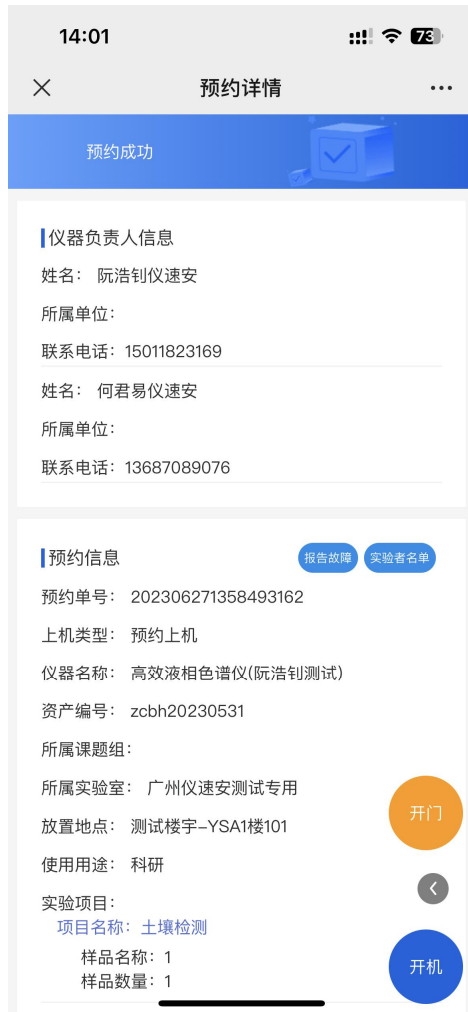 14:01
73
预约详情
预约成功
仪器负责人信息
姓名： 阮浩钊仪速安
所属单位：
联系电话：15011823169
姓名： 何君易仪速安
所属单位：
联系电话：13687089076
预约信息
报告故障
实验者名单
预约单号： 202306271358493162
上机类型： 预约上机
仪器名称： 高效液相色谱仪(阮浩钊测试)
资产编号： zcbh20230531
所属课题组：
所属实验室： 广州仪速安测试专用
放置地点： 测试楼宇-YSA1楼101
开门
使用用途： 科研
实验项目：
项目名称：土壤检测
样品名称：1
开机
样品数量：1